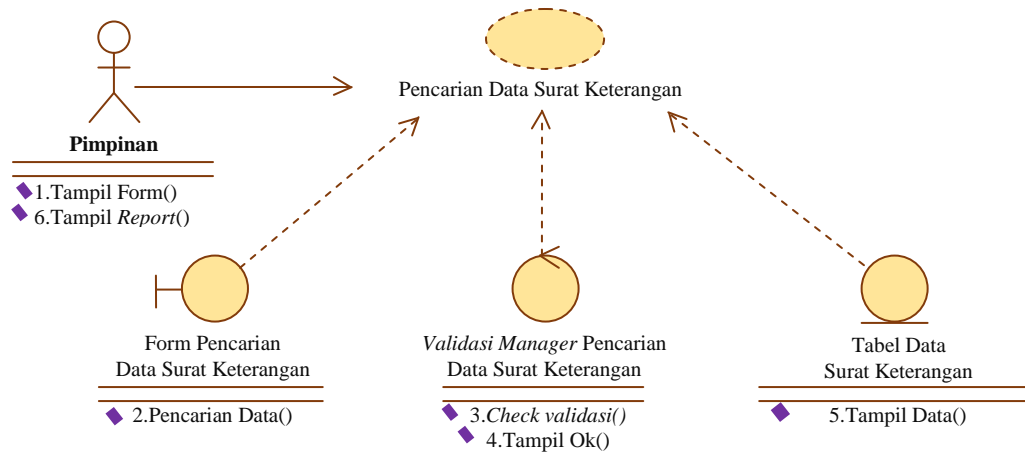 Pencarian Data Surat Keterangan
Pimpinan
1.Tampil Form()
6.Tampil Report()
Form Pencarian
Data Surat Keterangan
2.Pencarian Data()
Validasi Manager Pencarian
Data Surat Keterangan
3.Check validasi()
4.Tampil Ok()
Tabel Data
Surat Keterangan
5.Tampil Data()